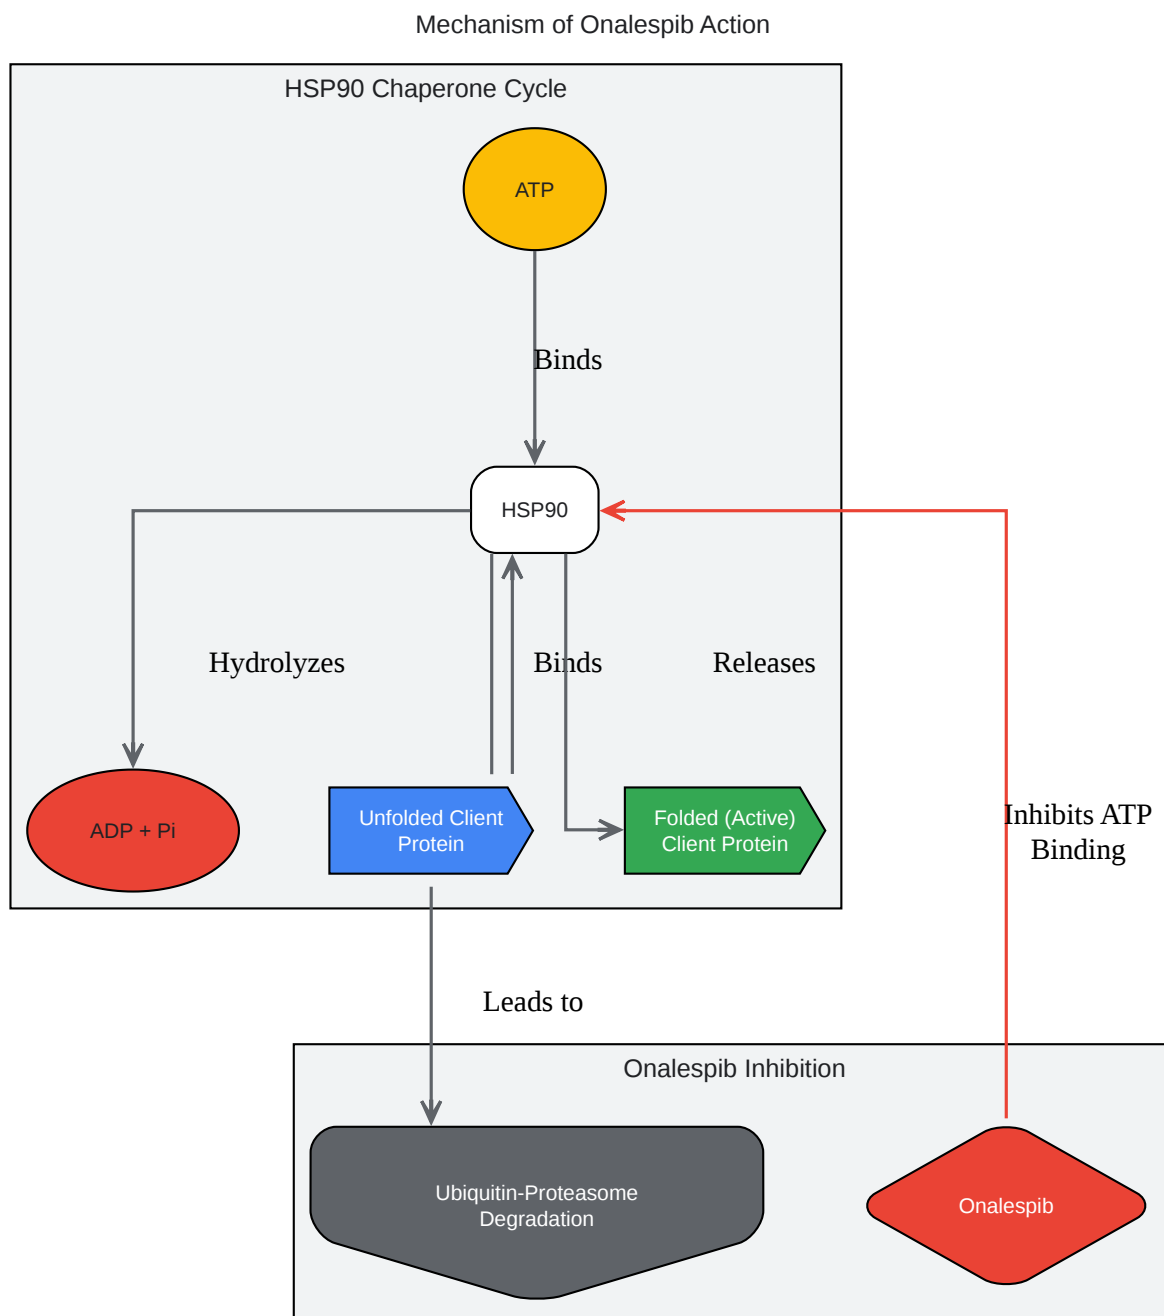 Mechanism of Onalespib Action
HSP90 Chaperone Cycle
ATP
Binds
HSP90
Hydrolyzes
Binds
Releases
ADP + Pi
Unfolded Client
Protein
Folded (Active)
Client Protein
Inhibits ATP
Binding
Leads to
Onalespib Inhibition
Ubiquitin-Proteasome
Degradation
Onalespib